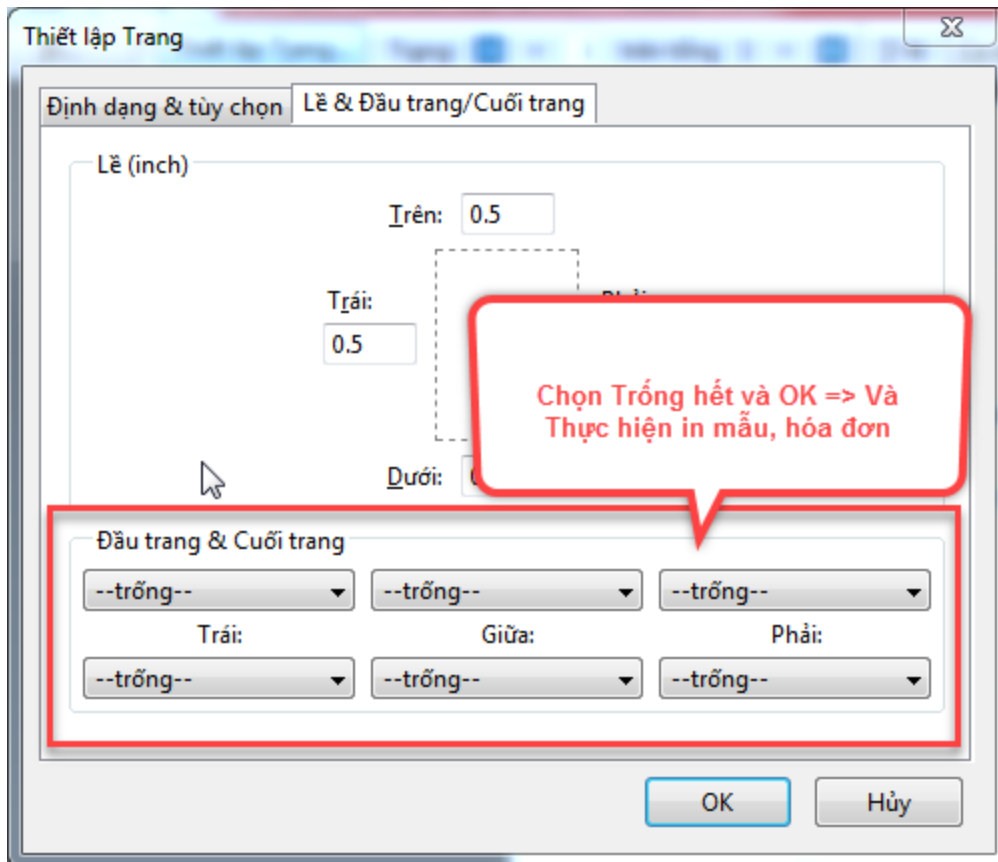 Thiết lập Trang
Định dạng & tùy chọn
Lề & Đầu trang/Cuối trang
Lề (inch)
Trên: 0.5
Trái:
0.5
Chọn Trống hết và OK => Và
Thực hiện in mẫu, hóa đơn
Dưới:
Đầu trang & Cuối trang
--trống-- --trống-- --trống--
Trái: Giữa: Phải:
--trống-- --trống-- --trống--
OK Hủy